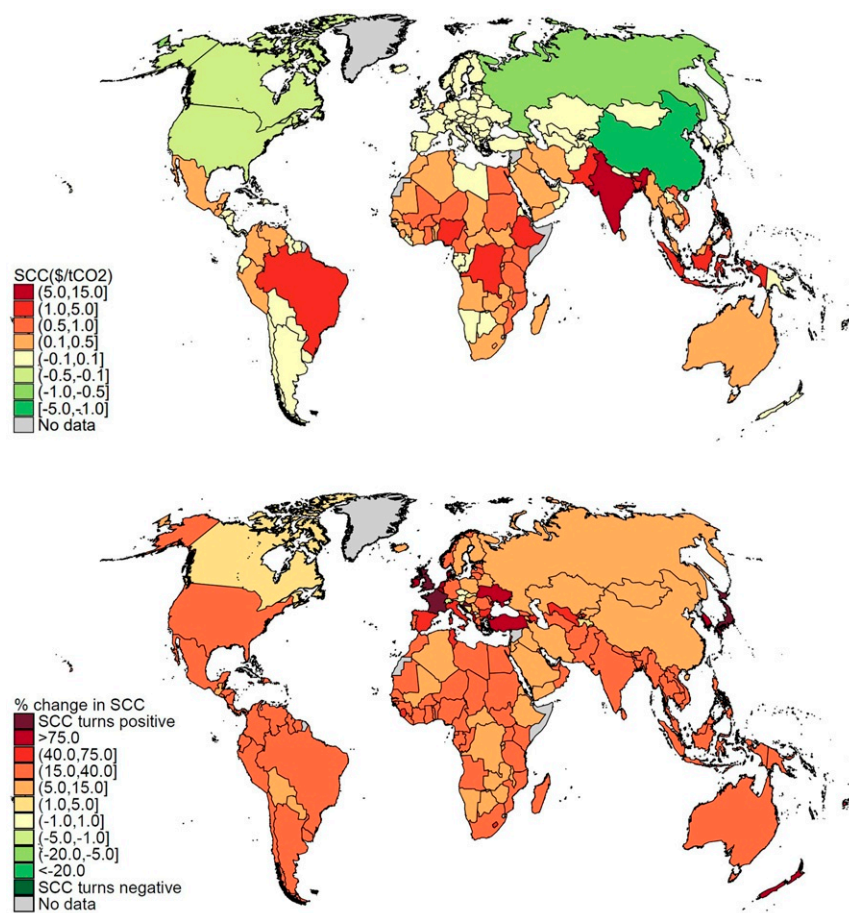 SCC($/tCO2)
(5.0,15.0]
(1.0,5.0]
(0.5,1.0]
(0.1,0.5]
(-0.1,0.1]
(-0.5,-0.1]
(-1.0,-0.5]
[-5.0,-1.0]
No data
% change in SCC
SCC turns positive
>75.0
(40.0,75.0]
(15.0,40.0]
(5.0,15.0]
(1.0,5.0]
(-1.0,1.0]
(-5.0,-1.0]
(-20.0,-5.0]
<-20.0
SCC turns negative
No data